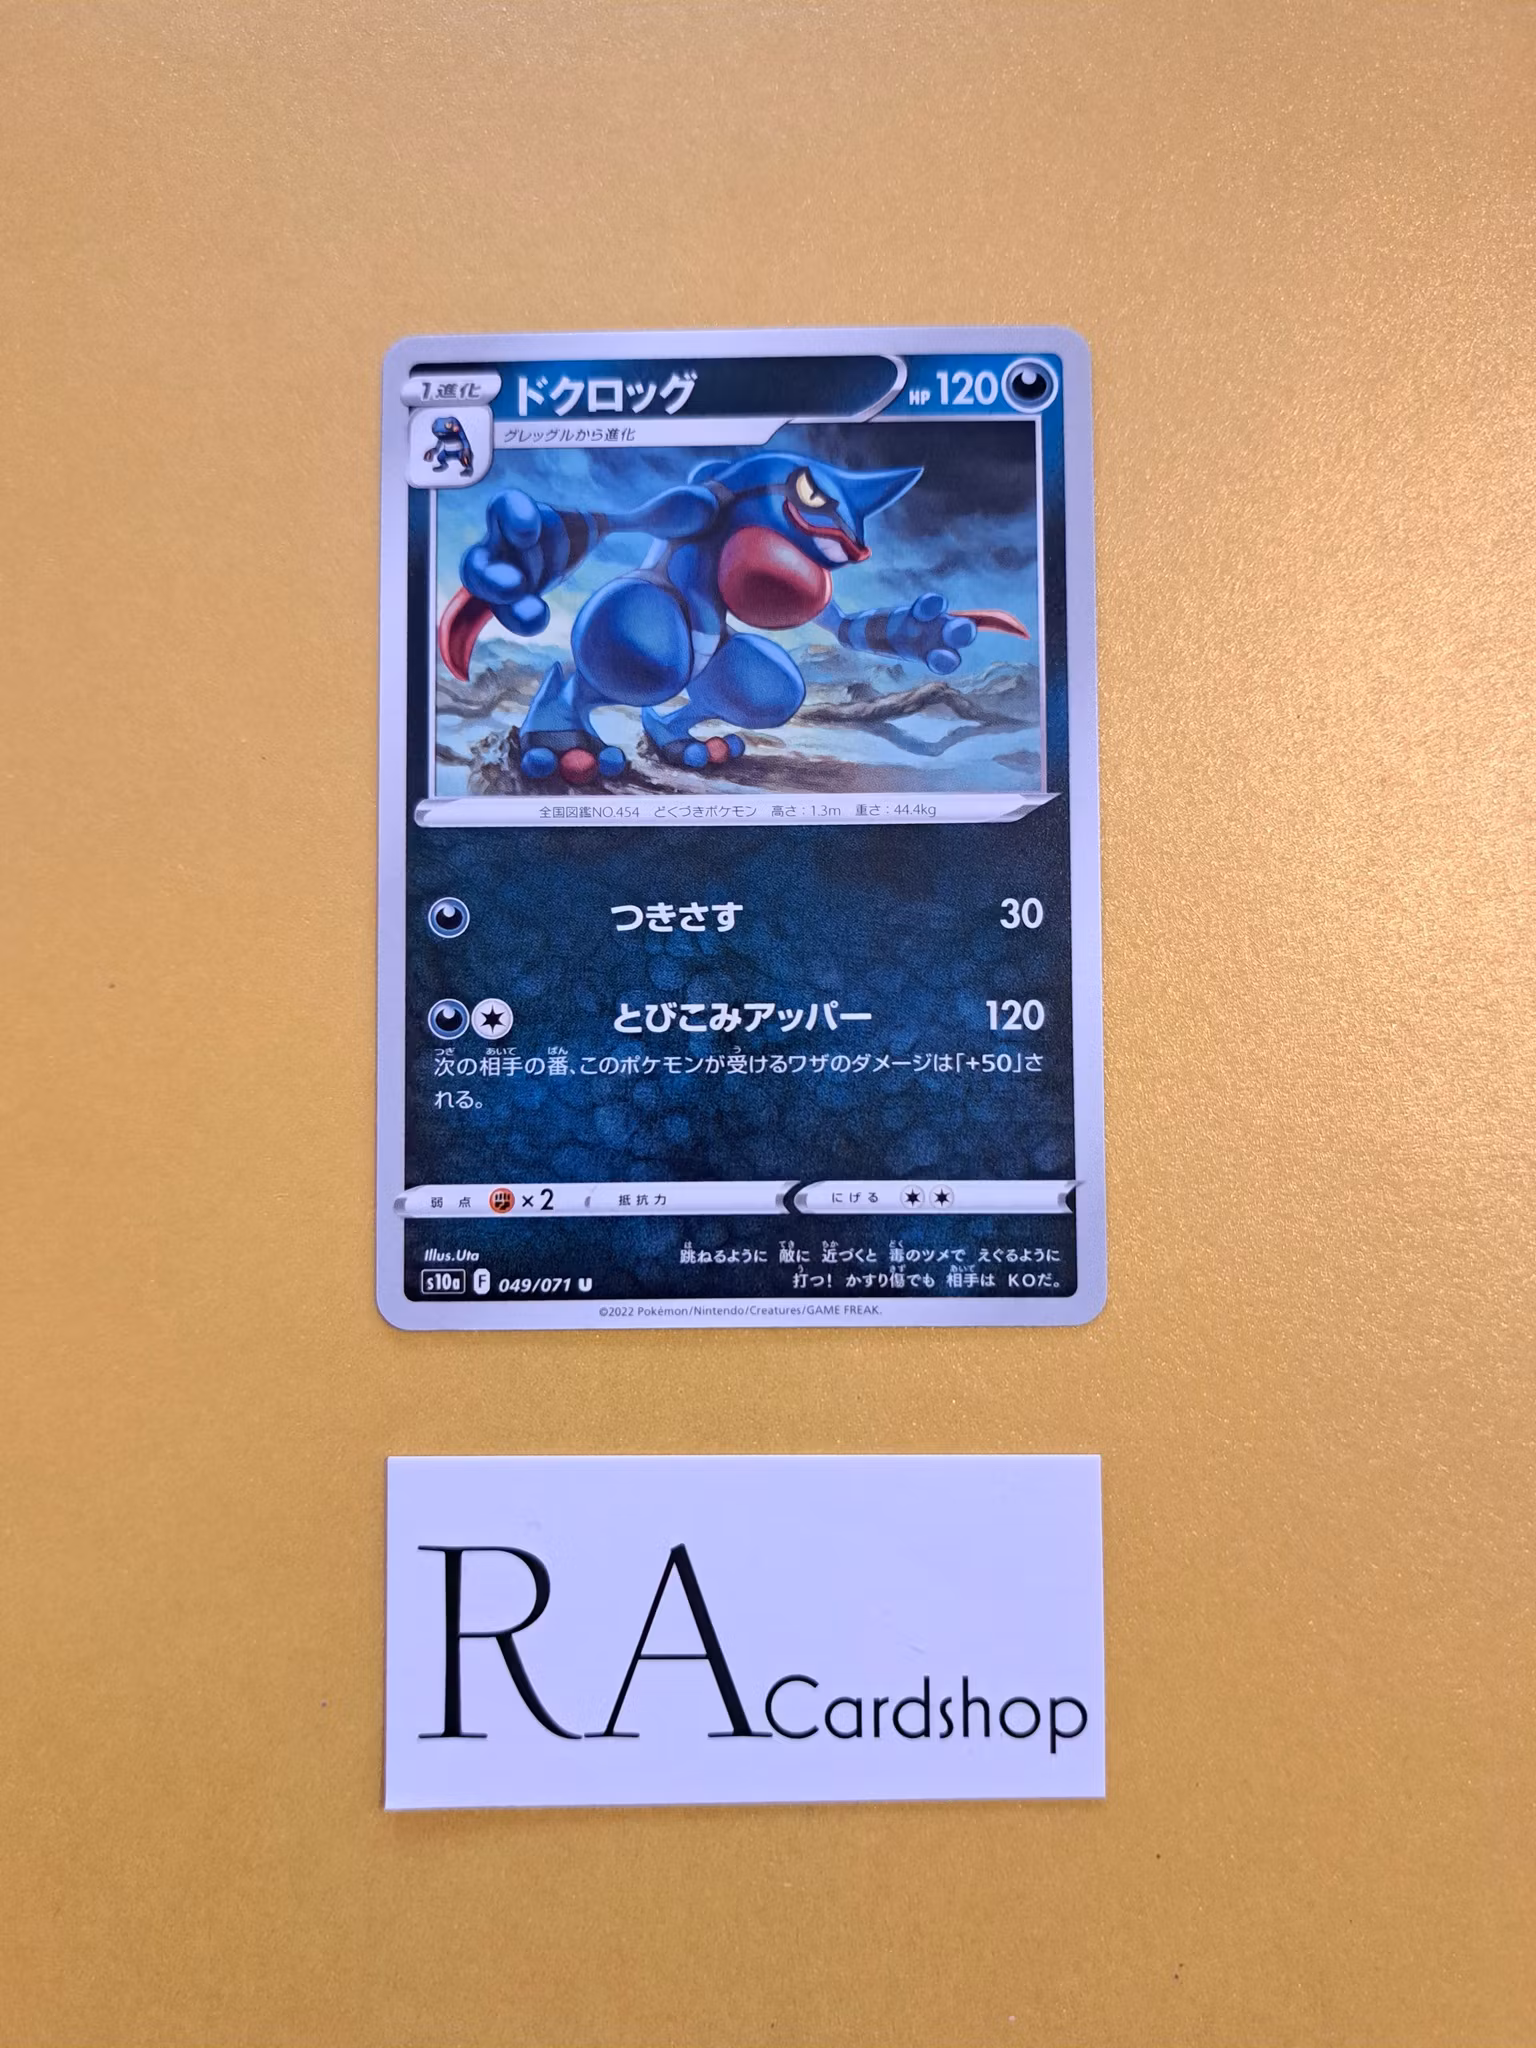 1進化 ドクロッグ HP 120
グレッグルから進化
全国図鑑NO.454 どくづきポケモン 高さ:1.3m 重さ:44.4kg
つきさす 30
とびこみアッパー 120
次の相手の番、このポケモンが受けるワザのダメージは「+50」さ
れる。
弱点 ×2 抵抗力 にげる
Illus.Uta
跳ねるように 敵に 近づくと 毒のツメで えぐるように
打つ! かすり傷でも 相手は KOだ。
s10a F 049/071 U
©2022 Pokémon/Nintendo/Creatures/GAME FREAK.
RA Cardshop